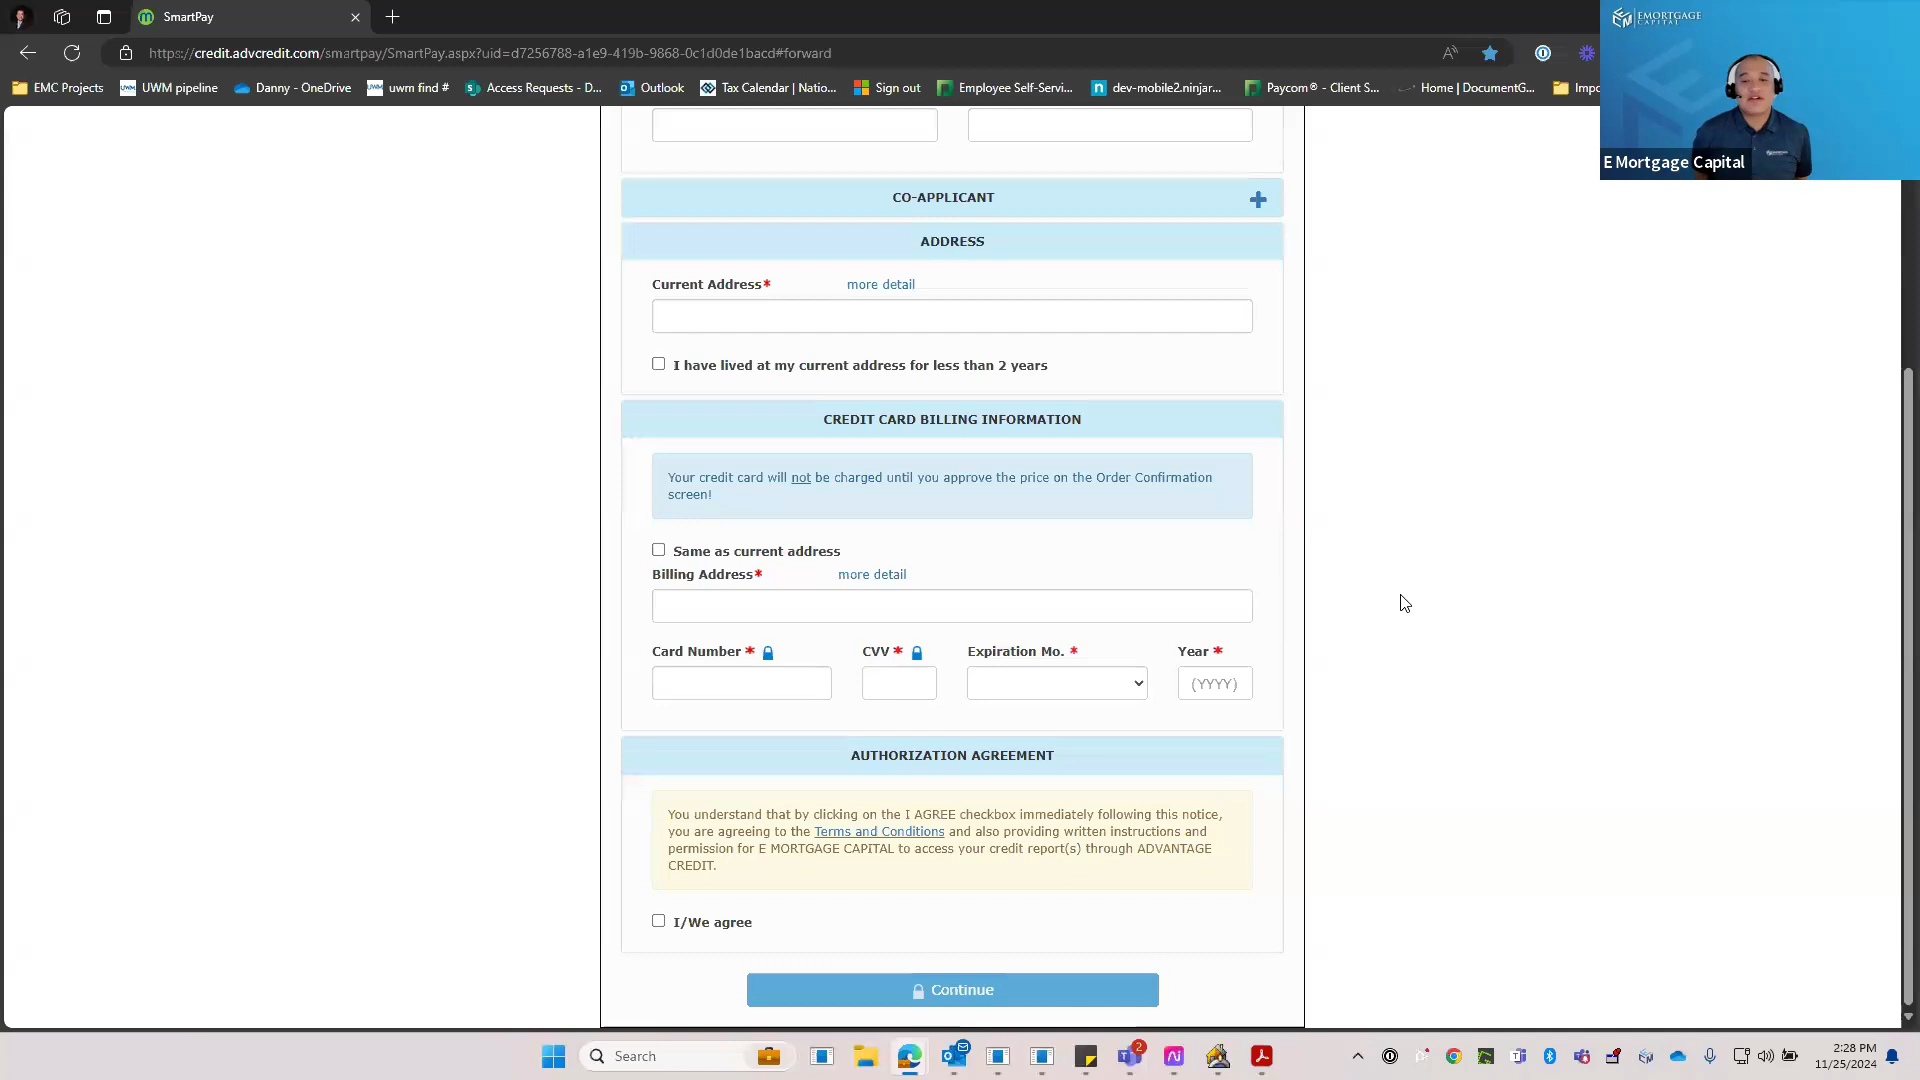 SmartPay
https://credit.advcredit.com/smartpay/SmartPay.aspx?uid=d7256788-a1e9-419b-9868-0c1d0de1bacd#forward
EMC Projects
UWM pipeline
Danny - OneDrive
uwm find #
Access Requests - D...
Outlook
Tax Calendar | Natio...
Sign out
Employee Self-Servi...
dev-mobile2.ninjar...
Paycom® - Client S...
Home | DocumentG...
Impo
EMORTGAGE
CAPITAL
E Mortgage Capital
CO-APPLICANT
ADDRESS
Current Address* more detail
I have lived at my current address for less than 2 years
CREDIT CARD BILLING INFORMATION
Your credit card will not be charged until you approve the price on the Order Confirmation
screen!
Same as current address
Billing Address* more detail
Card Number * CVV * Expiration Mo. * Year *
(YYYY)
AUTHORIZATION AGREEMENT
You understand that by clicking on the I AGREE checkbox immediately following this notice,
you are agreeing to the Terms and Conditions and also providing written instructions and
permission for E MORTGAGE CAPITAL to access your credit report(s) through ADVANTAGE
CREDIT.
I/We agree
Continue
Search
2
2:28 PM
11/25/2024